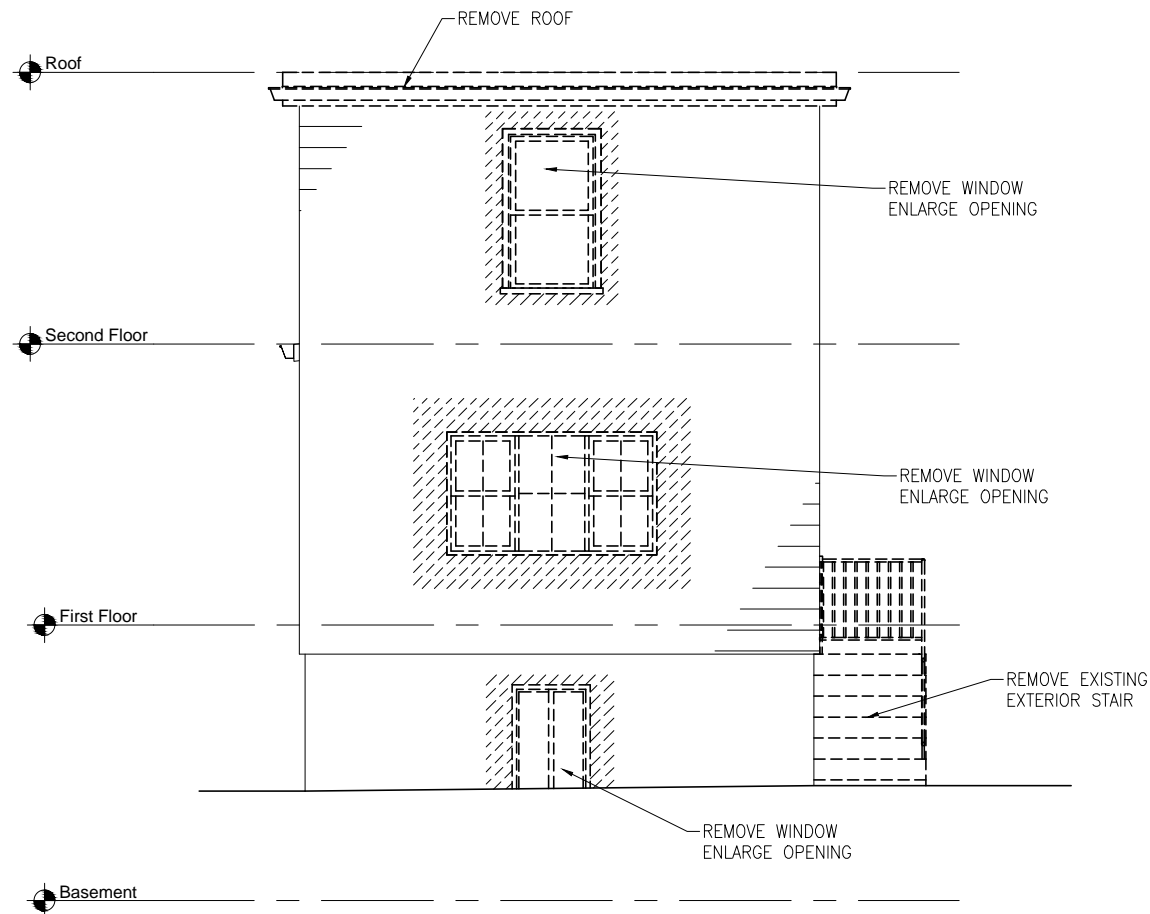 REMOVE ROOF
Roof
REMOVE WINDOW
ENLARGE OPENING
Second Floor
REMOVE WINDOW
ENLARGE OPENING
First Floor
REMOVE EXISTING
EXTERIOR STAIR
REMOVE WINDOW
ENLARGE OPENING
Basement